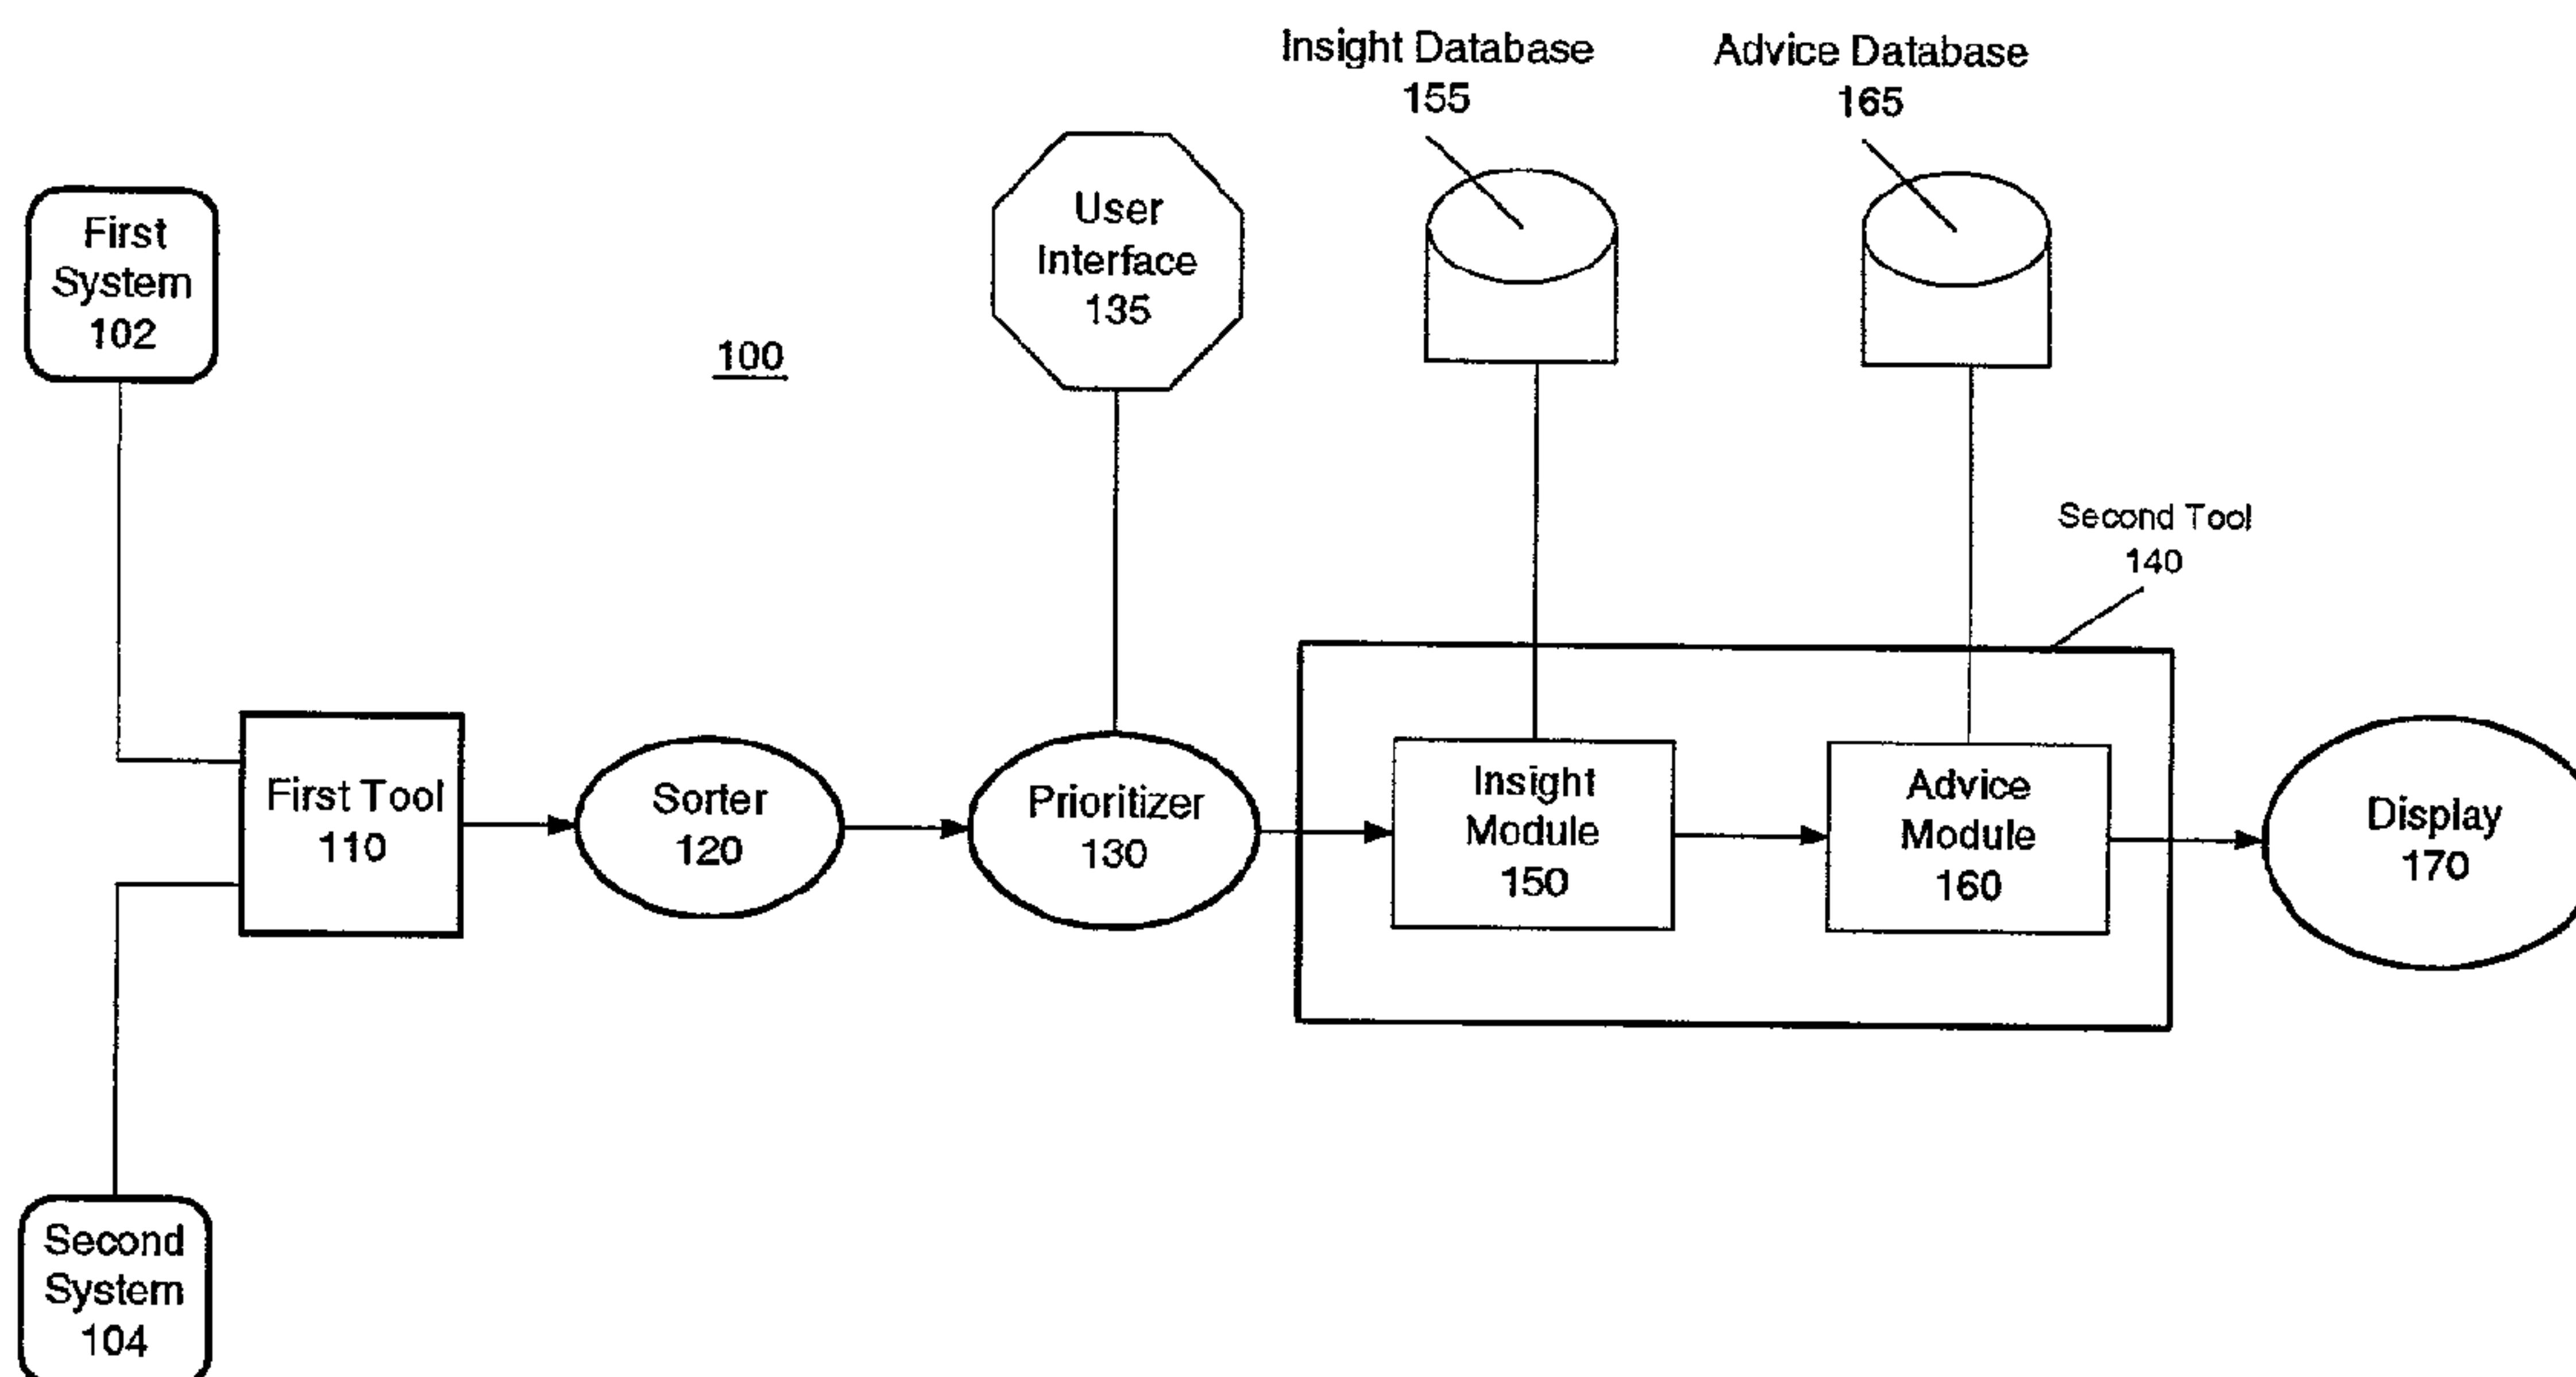 Insight Database
155
Advice Database
165
First
System
102
User
Interface
135
100
Second Tool
140
First Tool
110
Sorter
120
Prioritizer
130
Insight
Module
150
Advice
Module
160
Display
170
Second
System
104